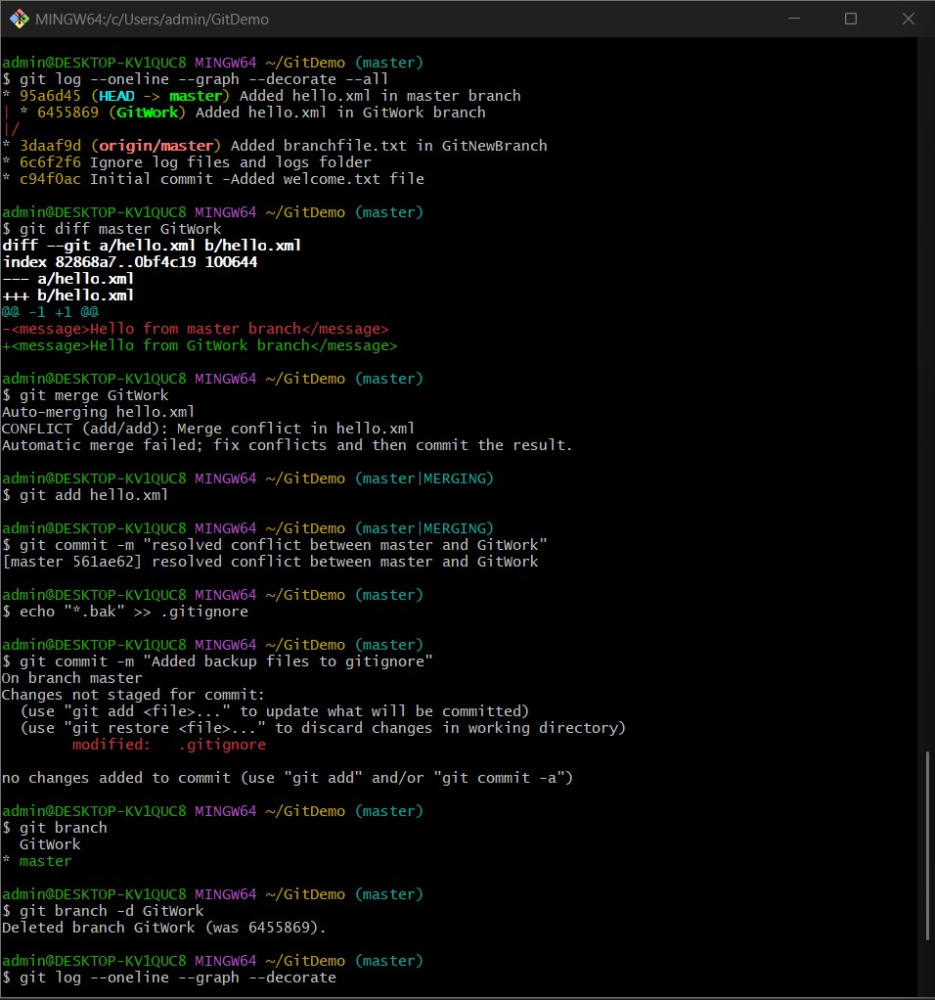 MINGW64:/c/Users/admin/GitDemo
admin@DESKTOP-KV1QUC8 MINGW64 ~/GitDemo (master)
$ git log --oneline --graph --decorate --all
* 95a6d45 (HEAD -> master) Added hello.xml in master branch
| * 6455869 (GitWork) Added hello.xml in GitWork branch
|/
* 3daaf9d (origin/master) Added branchfile.txt in GitNewBranch
* 6c6f2f6 Ignore log files and logs folder
* c94f0ac Initial commit -Added welcome.txt file
admin@DESKTOP-KV1QUC8 MINGW64 ~/GitDemo (master)
$ git diff master GitWork
diff --git a/hello.xml b/hello.xml
index 82868a7..0bf4c19 100644
--- a/hello.xml
+++ b/hello.xml
@@ -1 +1 @@
-<message>Hello from master branch</message>
+<message>Hello from GitWork branch</message>
admin@DESKTOP-KV1QUC8 MINGW64 ~/GitDemo (master)
$ git merge GitWork
Auto-merging hello.xml
CONFLICT (add/add): Merge conflict in hello.xml
Automatic merge failed; fix conflicts and then commit the result.
admin@DESKTOP-KV1QUC8 MINGW64 ~/GitDemo (master|MERGING)
$ git add hello.xml
admin@DESKTOP-KV1QUC8 MINGW64 ~/GitDemo (master|MERGING)
$ git commit -m "resolved conflict between master and GitWork"
[master 561ae62] resolved conflict between master and GitWork
admin@DESKTOP-KV1QUC8 MINGW64 ~/GitDemo (master)
$ echo "*.bak" >> .gitignore
admin@DESKTOP-KV1QUC8 MINGW64 ~/GitDemo (master)
$ git commit -m "Added backup files to gitignore"
On branch master
Changes not staged for commit:
  (use "git add <file>..." to update what will be committed)
  (use "git restore <file>..." to discard changes in working directory)
        modified:   .gitignore
no changes added to commit (use "git add" and/or "git commit -a")
admin@DESKTOP-KV1QUC8 MINGW64 ~/GitDemo (master)
$ git branch
  GitWork
* master
admin@DESKTOP-KV1QUC8 MINGW64 ~/GitDemo (master)
$ git branch -d GitWork
Deleted branch GitWork (was 6455869).
admin@DESKTOP-KV1QUC8 MINGW64 ~/GitDemo (master)
$ git log --oneline --graph --decorate